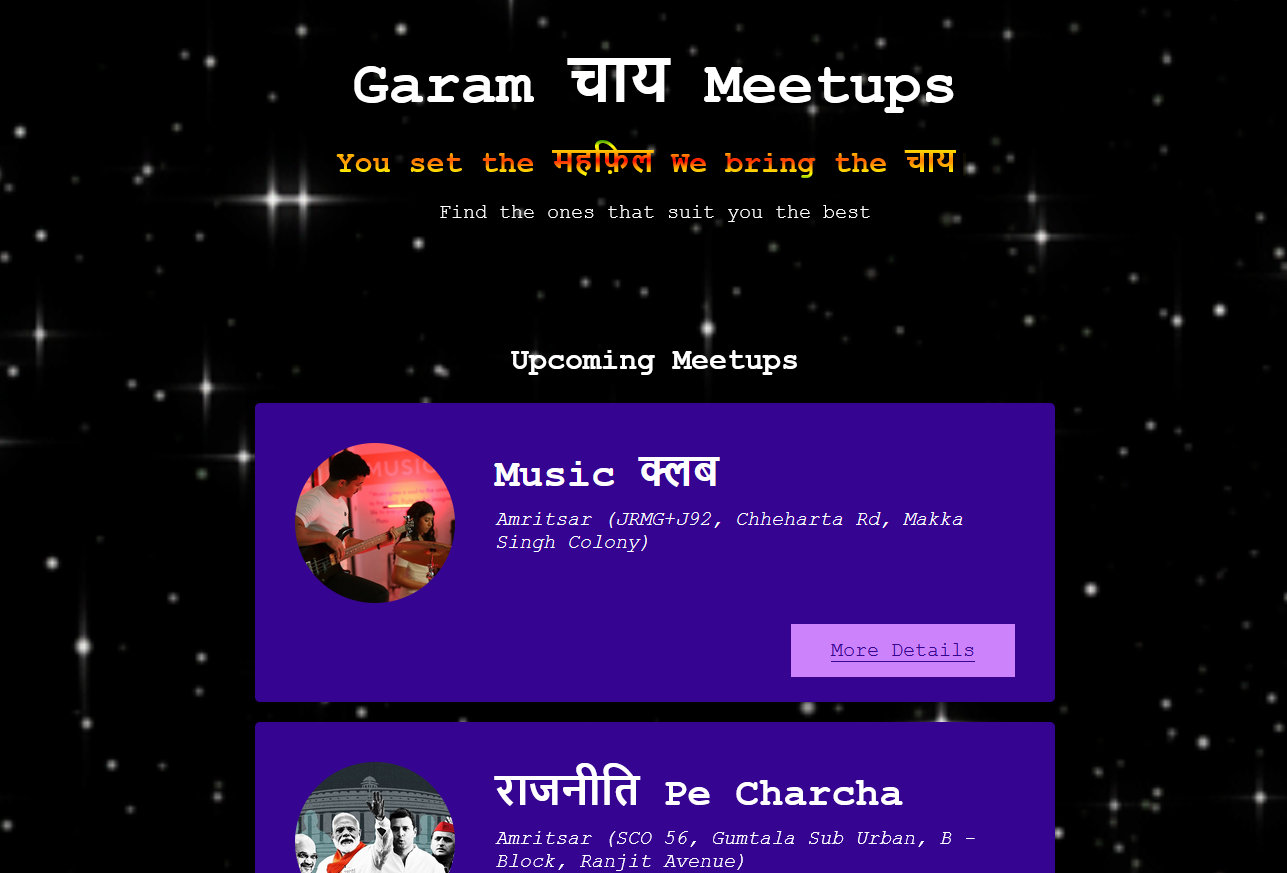 Garam चाय Meetups
You set the महफ़िल We bring the चाय
Find the ones that suit you the best
Upcoming Meetups
MUSIC
Music क्लब
Amritsar (JRMG+J92, Chheharta Rd, Makka
Singh Colony)
More Details
राजनीति Pe Charcha
Amritsar (SCO 56, Gumtala Sub Urban, B -
Block, Ranjit Avenue)